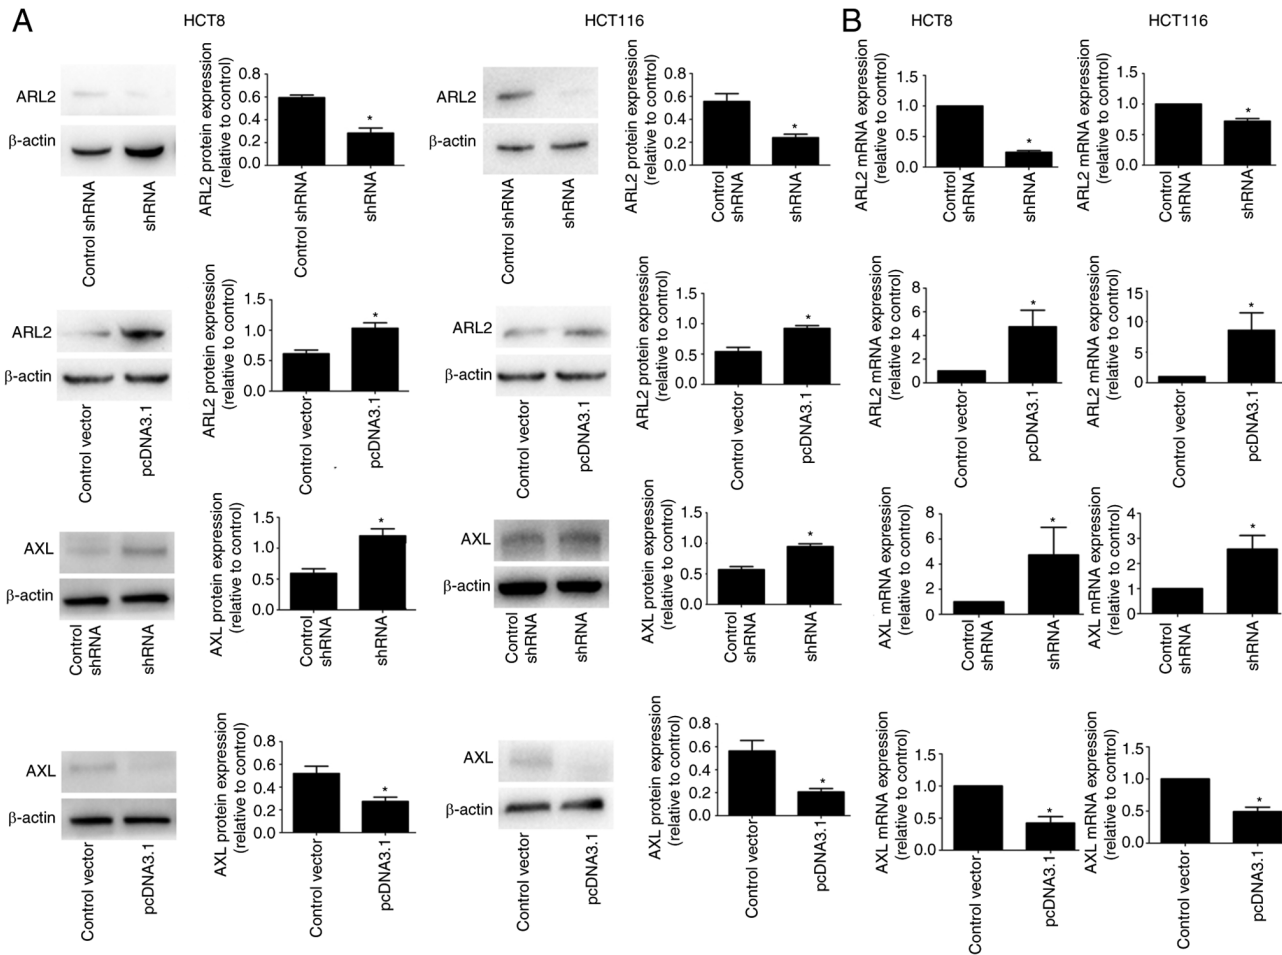 A
HCT8
HCT116
B
HCT8
HCT116
ARL2
β-actin
Control shRNA
shRNA
ARL2 protein expression
(relative to control)
0.8
0.6
0.4
0.2
0.0
*
Control shRNA
shRNA
ARL2
β-actin
Control shRNA
shRNA
ARL2 protein expression
(relative to control)
0.8
0.6
0.4
0.2
0.0
*
Control
shRNA
shRNA
ARL2 mRNA expression
(relative to control)
1.5
1.0
0.5
0.0
*
Control
shRNA
shRNA
ARL2 mRNA expression
(relative to control)
1.5
1.0
0.5
0.0
*
Control
shRNA
shRNA
ARL2
β-actin
Control vector
pcDNA3.1
ARL2 protein expression
(relative to control)
1.5
1.0
0.5
0.0
*
Control vector
pcDNA3.1
ARL2
β-actin
Control vector
pcDNA3.1
ARL2 protein expression
(relative to control)
1.5
1.0
0.5
0.0
*
Control vector
pcDNA3.1
ARL2 mRNA expression
(relative to control)
8
6
4
2
0
*
Control vector
pcDNA3.1
ARL2 mRNA expression
(relative to control)
15
10
5
0
*
Control vector
pcDNA3.1
AXL
β-actin
Control
shRNA
shRNA
AXL protein expression
(relative to control)
1.5
1.0
0.5
0.0
*
Control
shRNA
shRNA
AXL
β-actin
Control
shRNA
shRNA
AXL protein expression
(relative to control)
1.5
1.0
0.5
0.0
*
Control
shRNA
shRNA
AXL mRNA expression
(relative to control)
8
6
4
2
0
*
Control
shRNA
shRNA
AXL mRNA expression
(relative to control)
4
3
2
1
0
*
Control
shRNA
shRNA
AXL
β-actin
Control vector
pcDNA3.1
AXL protein expression
(relative to control)
0.8
0.6
0.4
0.2
0.0
*
Control vector
pcDNA3.1
AXL
β-actin
Control vector
pcDNA3.1
AXL protein expression
(relative to control)
0.8
0.6
0.4
0.2
0.0
*
Control vector
pcDNA3.1
AXL mRNA expression
(relative to control)
1.5
1.0
0.5
0.0
*
Control vector
pcDNA3.1
AXL mRNA expression
(relative to control)
1.5
1.0
0.5
0.0
*
Control vector
pcDNA3.1